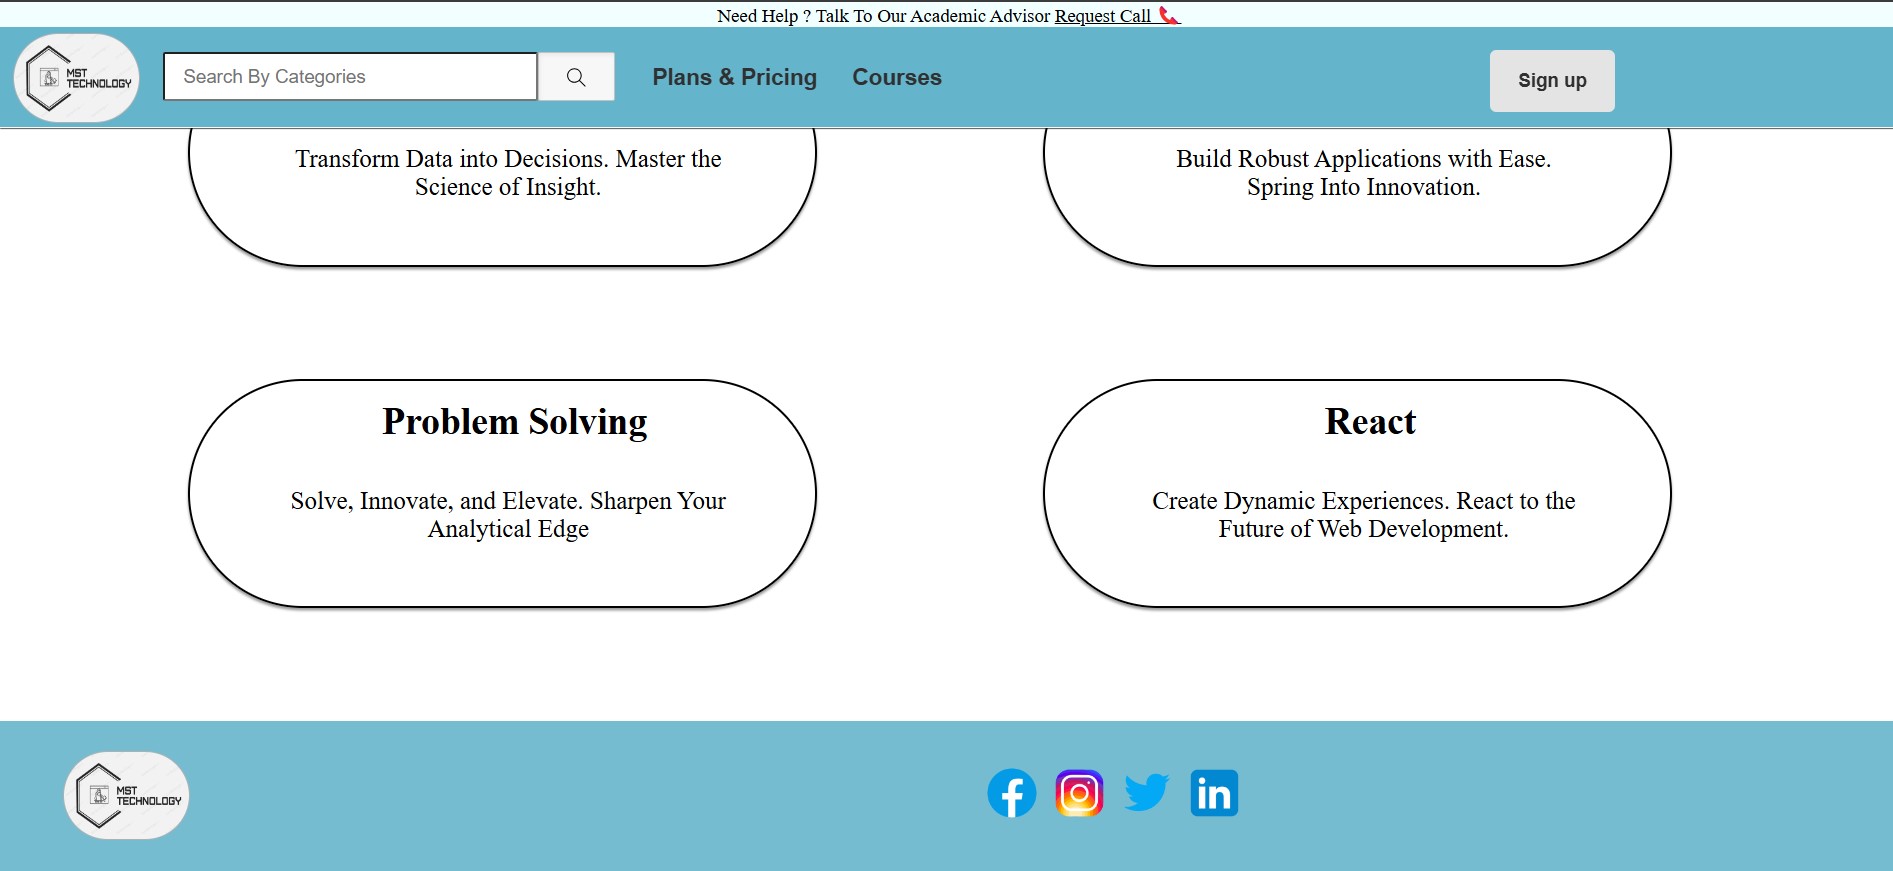 Need Help ? Talk To Our Academic Advisor Request Call
MST
TECHNOLOGY
Search By Categories
Plans & Pricing
Courses
Sign up
Transform Data into Decisions. Master the
Science of Insight.
Build Robust Applications with Ease.
Spring Into Innovation.
Problem Solving
Solve, Innovate, and Elevate. Sharpen Your
Analytical Edge
React
Create Dynamic Experiences. React to the
Future of Web Development.
MST
TECHNOLOGY
in